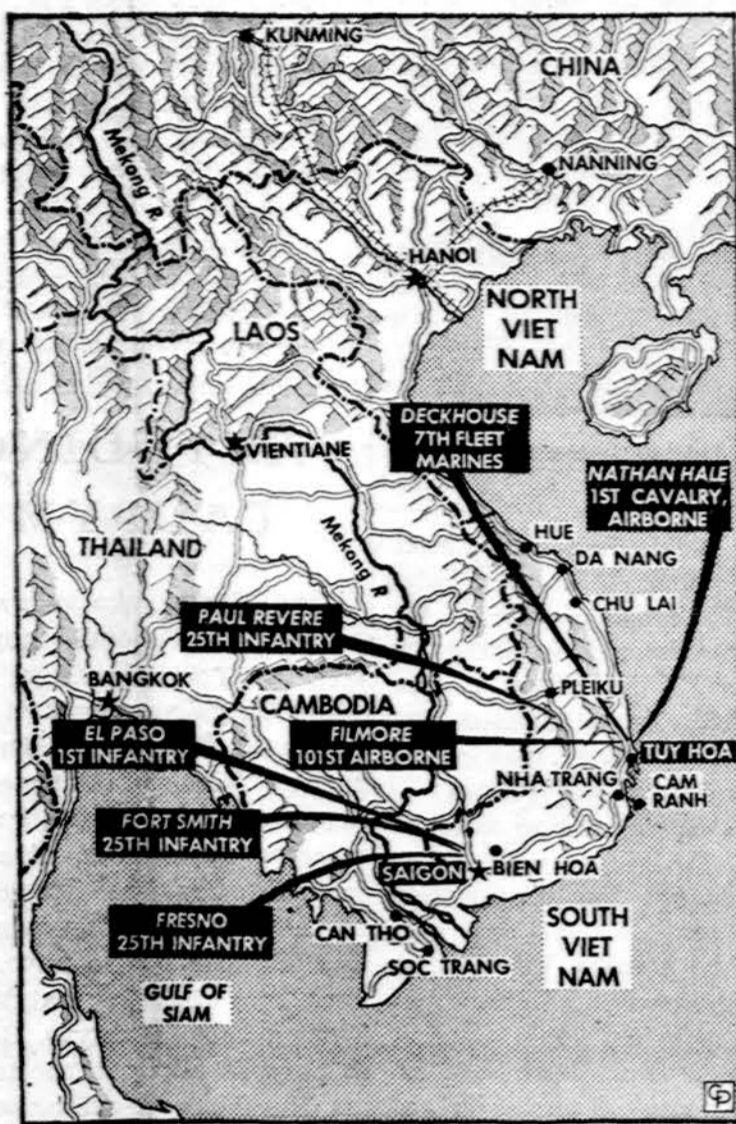 KUNMING
CHINA
Mekong R
NANNING
HANOI
NORTH
VIET
NAM
LAOS
DECKHOUSE
7TH FLEET
MARINES
VIENTIANE
NATHAN HALE
1ST CAVALRY,
AIRBORNE
HUE
THAILAND
Mekong R
DA NANG
CHU LAI
PAUL REVERE
25TH INFANTRY
BANGKOK
PLEIKU
CAMBODIA
EL PASO
1ST INFANTRY
FILMORE
101ST AIRBORNE
TUY HOA
NHA TRANG
CAM
RANH
FORT SMITH
25TH INFANTRY
SAIGON
BIEN HOA
FRESNO
25TH INFANTRY
CAN THO
SOC TRANG
SOUTH
VIET
NAM
GULF OF
SIAM
CP